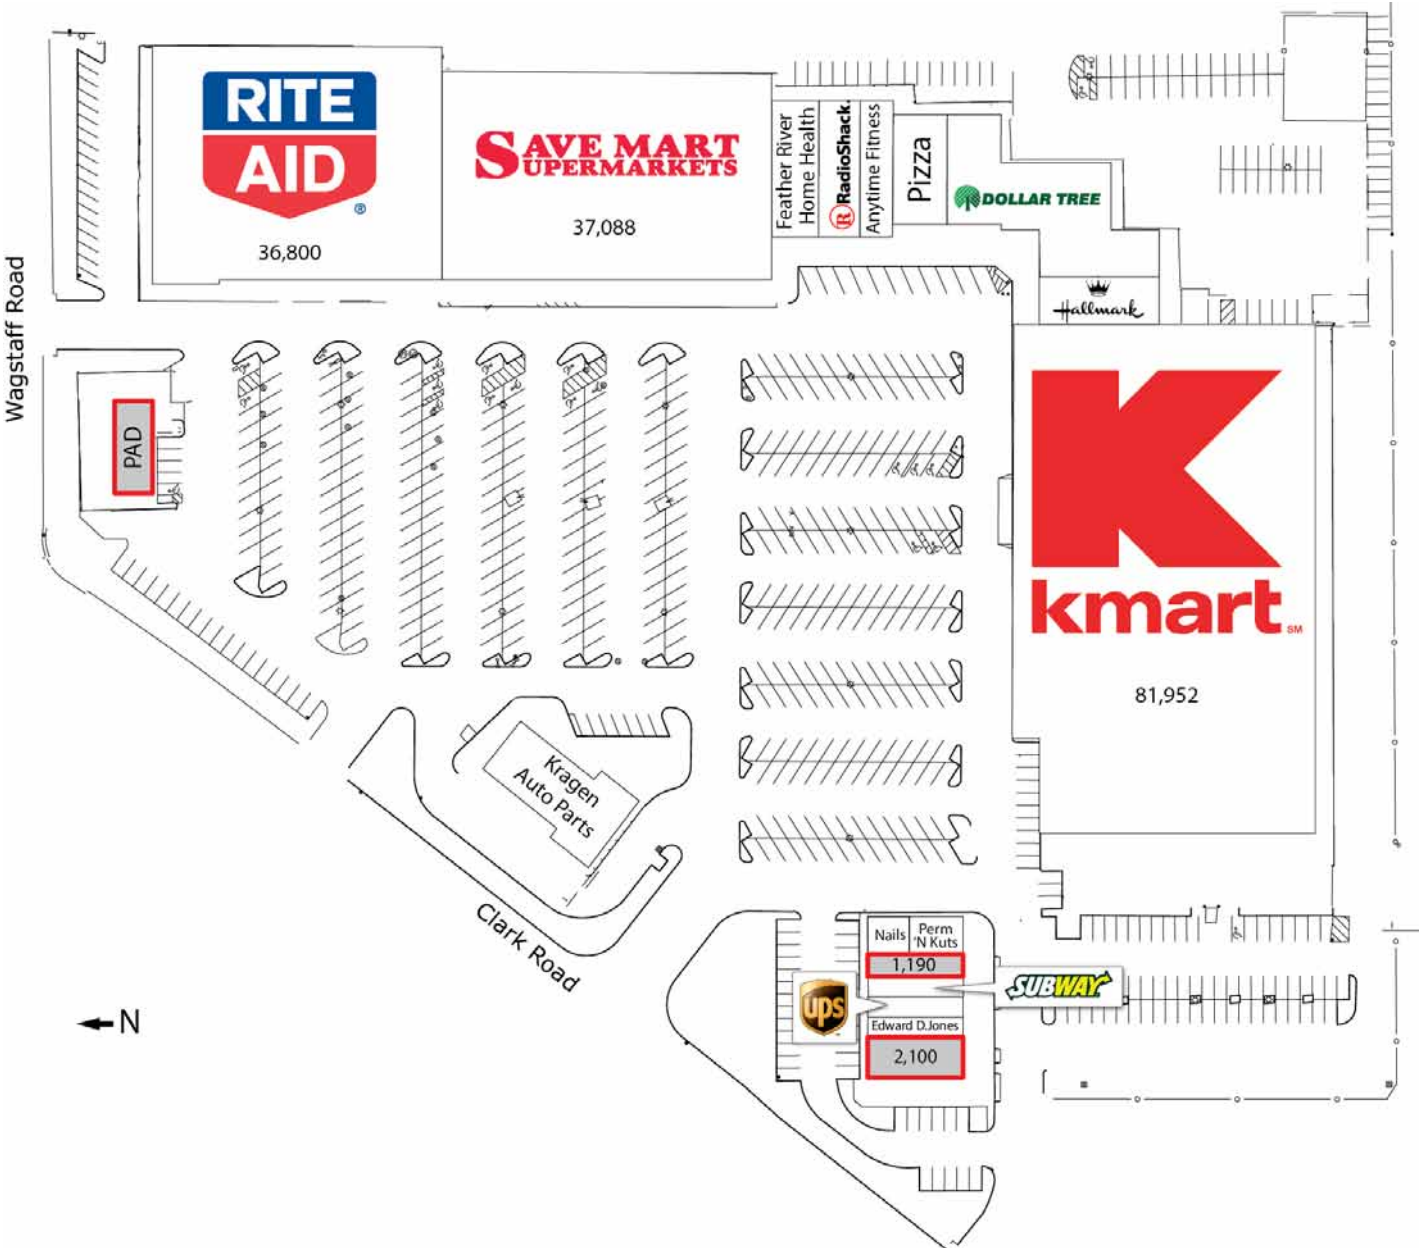 RITE
AID
®
36,800
SAVE MART
SUPERMARKETS
37,088
Feather River
Home Health
R RadioShack.
Anytime Fitness
Pizza
DOLLAR TREE
Hallmark
Wagstaff Road
PAD
K
kmart
SM
81,952
Kragen
Auto Parts
Clark Road
N
Nails
Perm
'N Kuts
1,190
SUBWAY
ups
Edward D.Jones
2,100